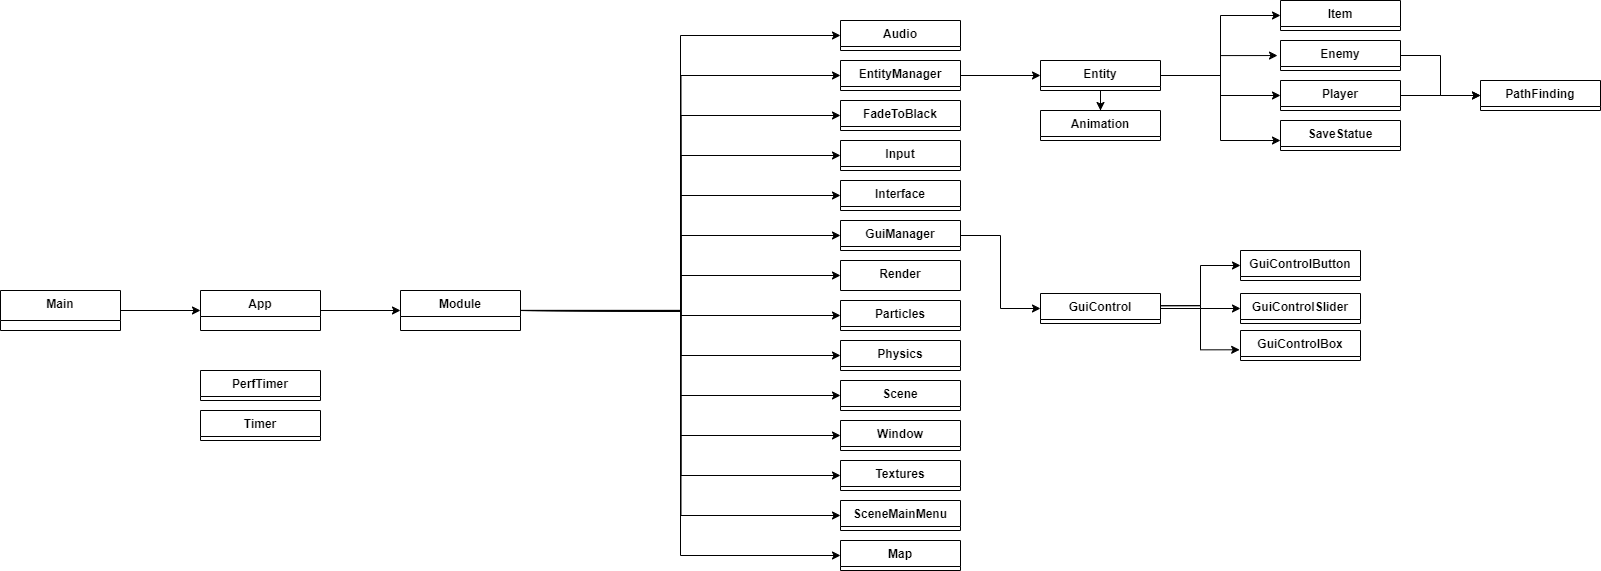 Main
App
PerfTimer
Timer
Module
Audio
EntityManager
FadeToBlack
Input
Interface
GuiManager
Render
Particles
Physics
Scene
Window
Textures
SceneMainMenu
Map
Entity
Animation
Item
Enemy
Player
SaveStatue
PathFinding
GuiControl
GuiControlButton
GuiControlSlider
GuiControlBox